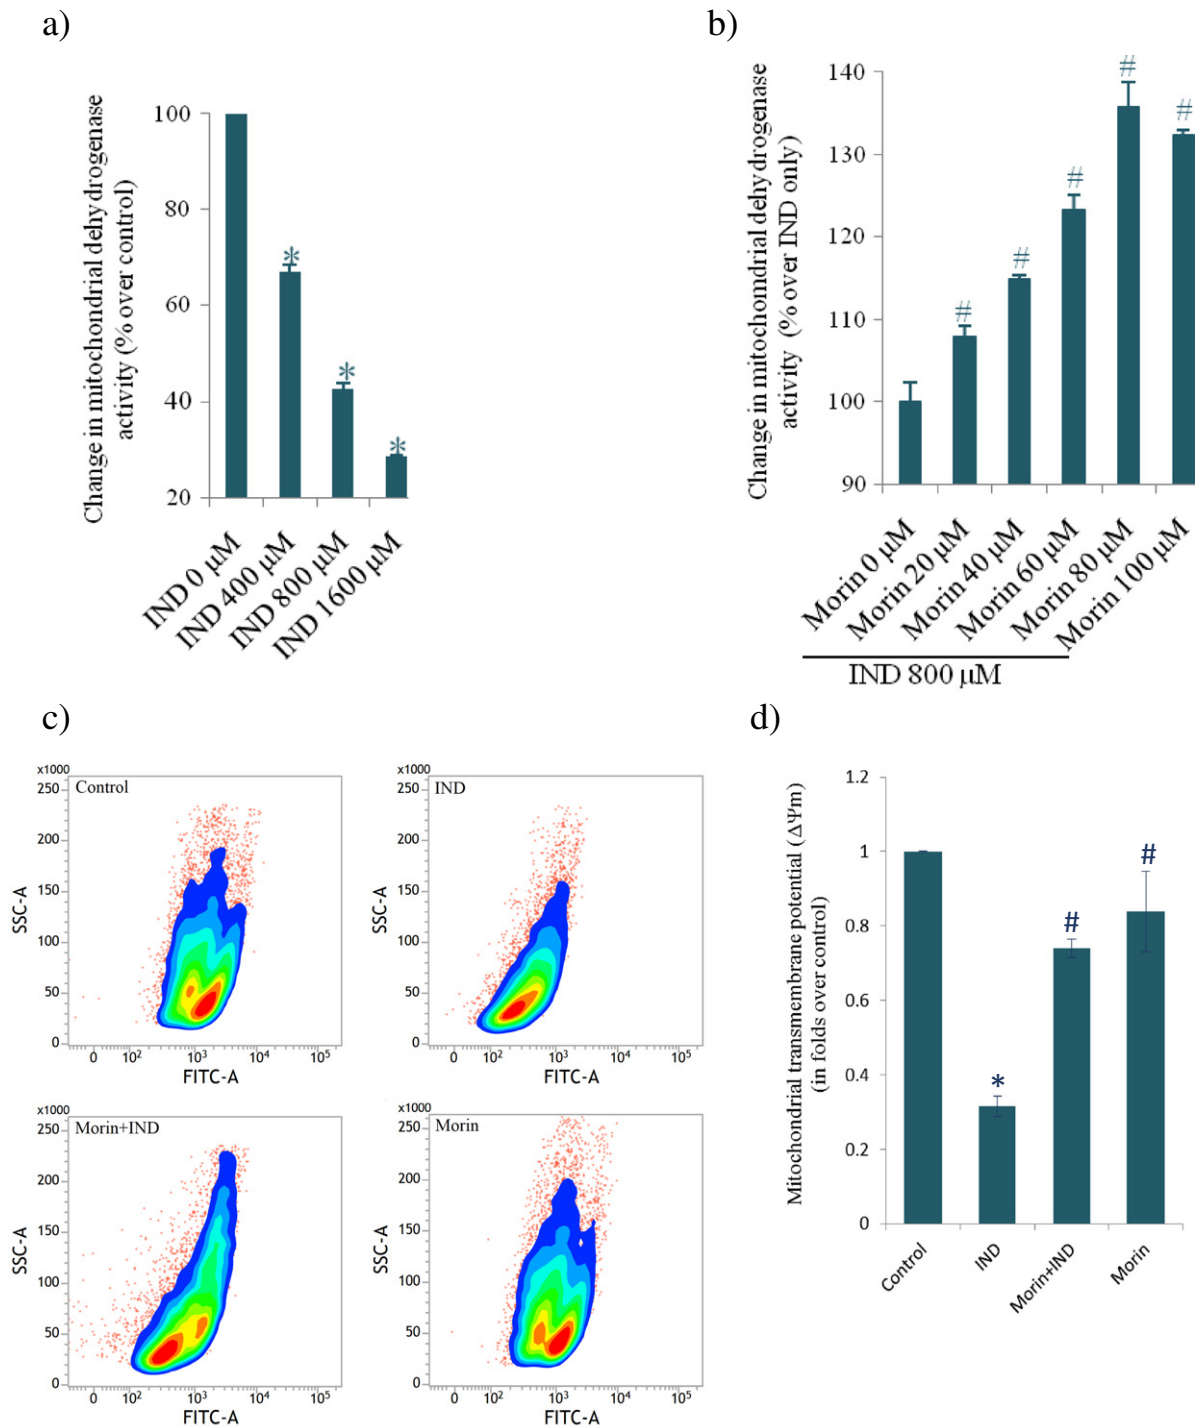 a)
Change in mitochondrial dehydrogenase
activity (% over control)
100
80
60
40
20
*
*
*
IND 0 µM
IND 400 µM
IND 800 µM
IND 1600 µM
b)
Change in mitochomdrial dehydrogenase
activity (% over IND only)
140
130
120
110
100
90
#
#
#
#
#
Morin 0 µM
Morin 20 µM
Morin 40 µM
Morin 60 µM
Morin 80 µM
Morin 100 µM
IND 800 µM
c)
x1000
Control
250
200
150
100
50
0
SSC-A
0 10² 10³ 10⁴ 10⁵
FITC-A
x1000
IND
250
200
150
100
50
0
SSC-A
0 10² 10³ 10⁴ 10⁵
FITC-A
x1000
Morin+IND
250
200
150
100
50
0
SSC-A
0 10² 10³ 10⁴ 10⁵
FITC-A
x1000
Morin
250
200
150
100
50
0
SSC-A
0 10² 10³ 10⁴ 10⁵
FITC-A
d)
Mitochondrial transmembrane potential (ΔΨm)
(in folds over control)
1.2
1
0.8
0.6
0.4
0.2
0
*
#
#
Control
IND
Morin+IND
Morin